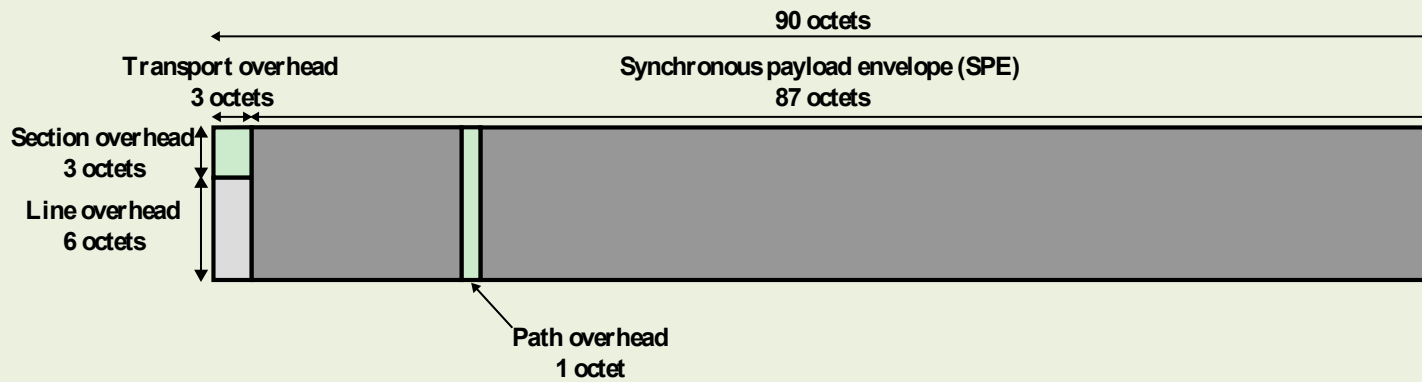 90 octets
Transport overhead
3 octets
Synchronous payload envelope (SPE)
87 octets
Section overhead
3 octets
Line overhead
6 octets
Path overhead
1 octet